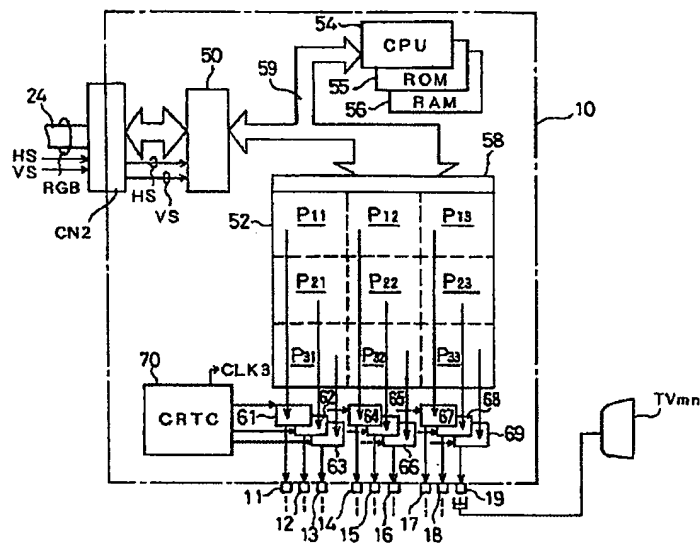 54
CPU
50
59
55
ROM
56
RAM
24
10
HS
VS
RGB
HS
VS
CN2
58
52
P11
P12
P13
P21
P22
P23
P31
P32
P33
70
CLK3
CRTC
61
62
63
64
65
66
67
68
69
TVmn
11
12
13
14
15
16
17
18
19